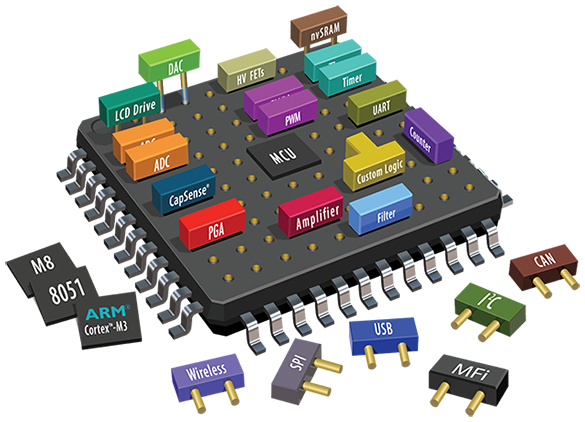 nvSRAM
DAC
HV FETs
Timer
LCD Drive
PWM
UART
ADC
MCU
Counter
Custom Logic
CapSense®
PGA
Amplifier
Filter
M8
8051
ARM®
Cortex™-M3
CAN
I²C
USB
SPI
Wireless
MFi